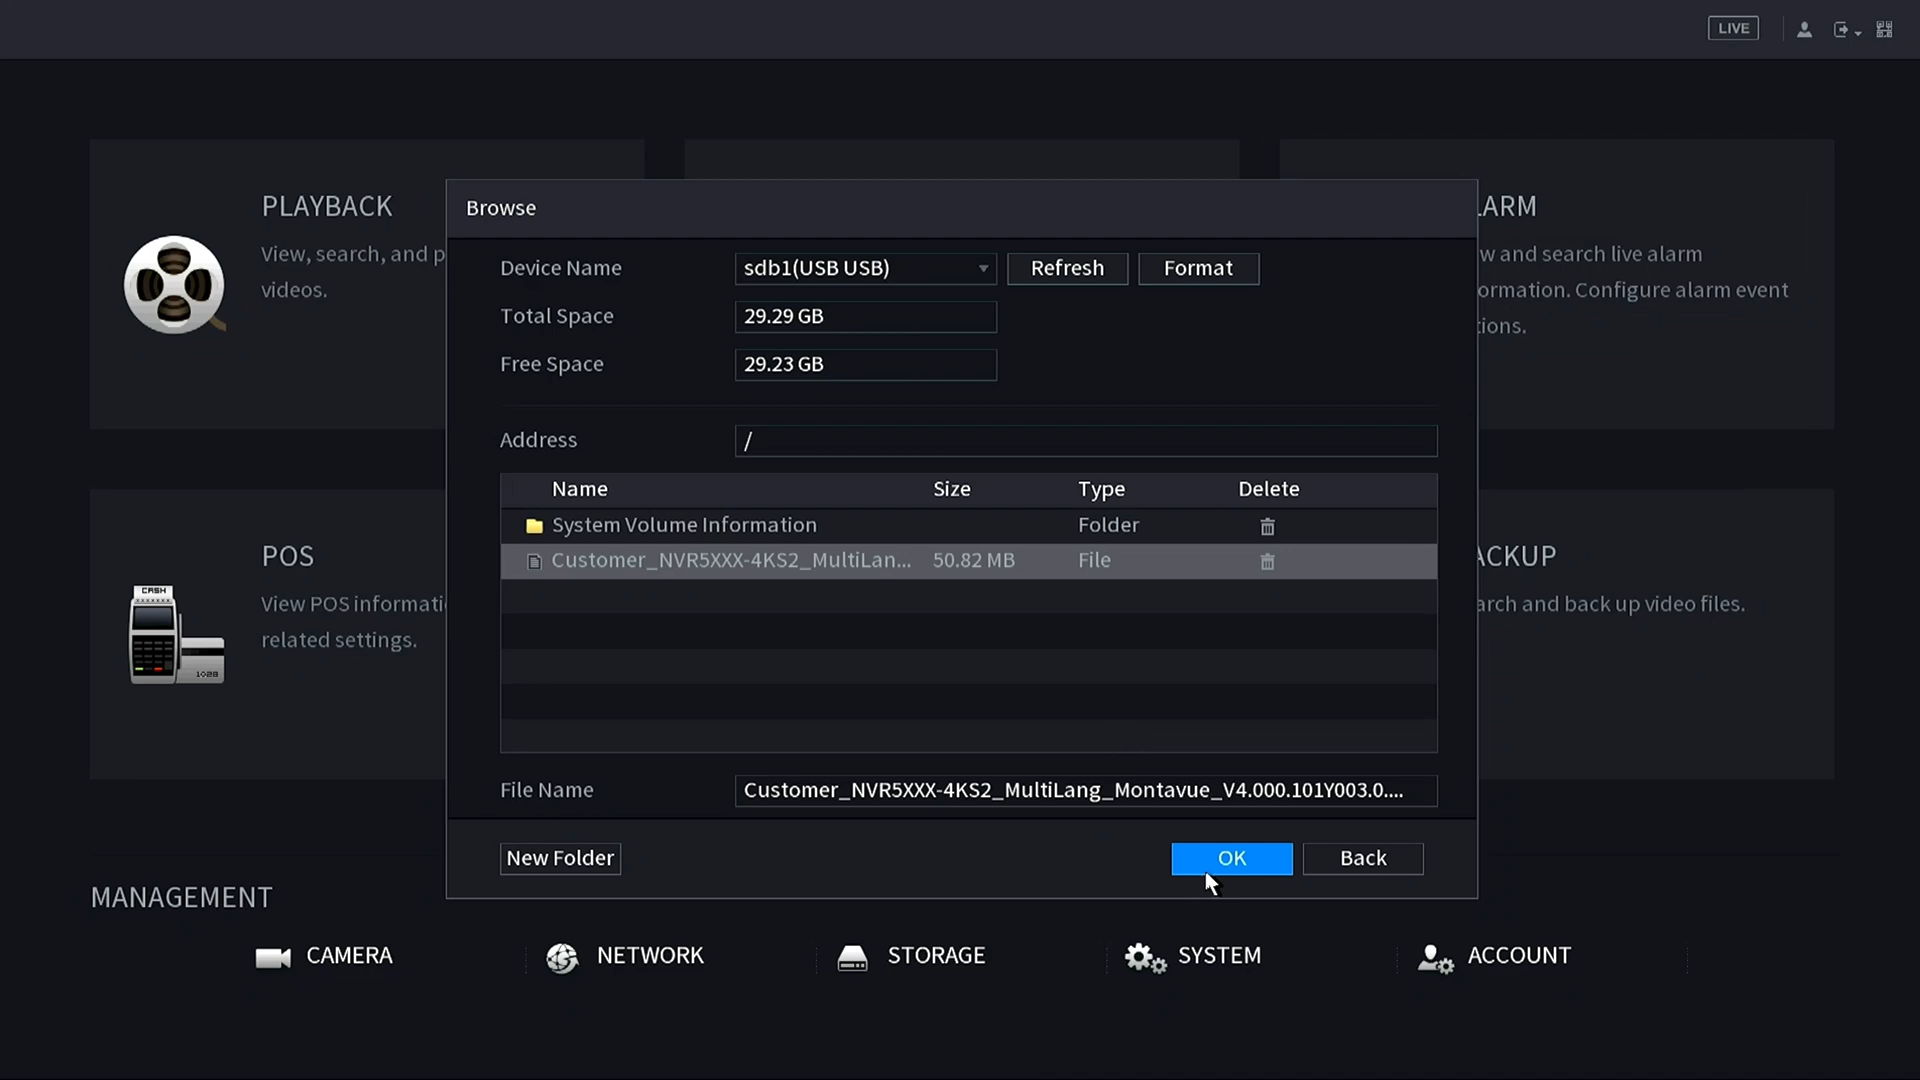 LIVE
PLAYBACK
View, search, and p
videos.
LARM
w and search live alarm
ormation. Configure alarm event
tions.
Browse
Device Name
sdb1(USB USB)
Refresh
Format
Total Space
29.29 GB
Free Space
29.23 GB
Address
/
Name
Size
Type
Delete
System Volume Information
Folder
Customer_NVR5XXX-4KS2_MultiLan...
50.82 MB
File
POS
View POS informati
related settings.
CASH
1028
ACKUP
arch and back up video files.
File Name
Customer_NVR5XXX-4KS2_MultiLang_Montavue_V4.000.101Y003.0....
New Folder
OK
Back
MANAGEMENT
CAMERA
NETWORK
STORAGE
SYSTEM
ACCOUNT